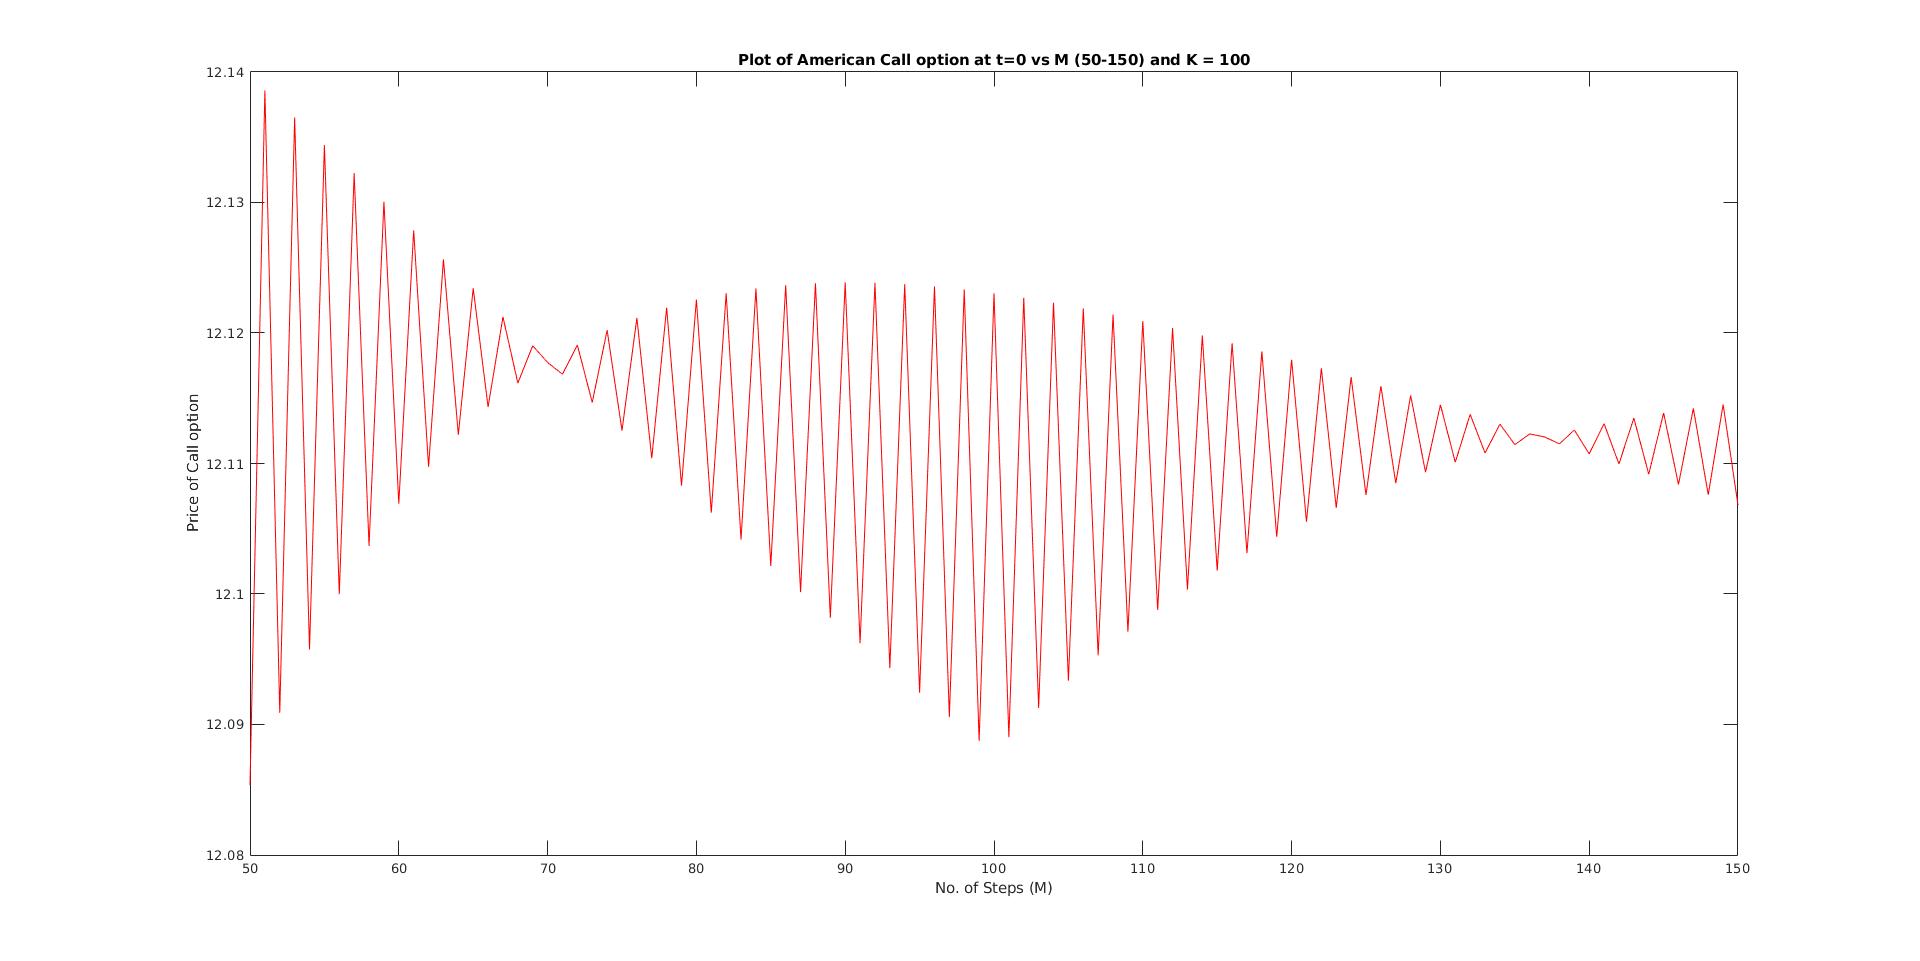 Plot of American Call option at t=0 vs M (50-150) and K = 100
12.14
12.13
12.12
12.11
12.1
12.09
12.08
Price of Call option
50 60 70 80 90 100 110 120 130 140 150
No. of Steps (M)